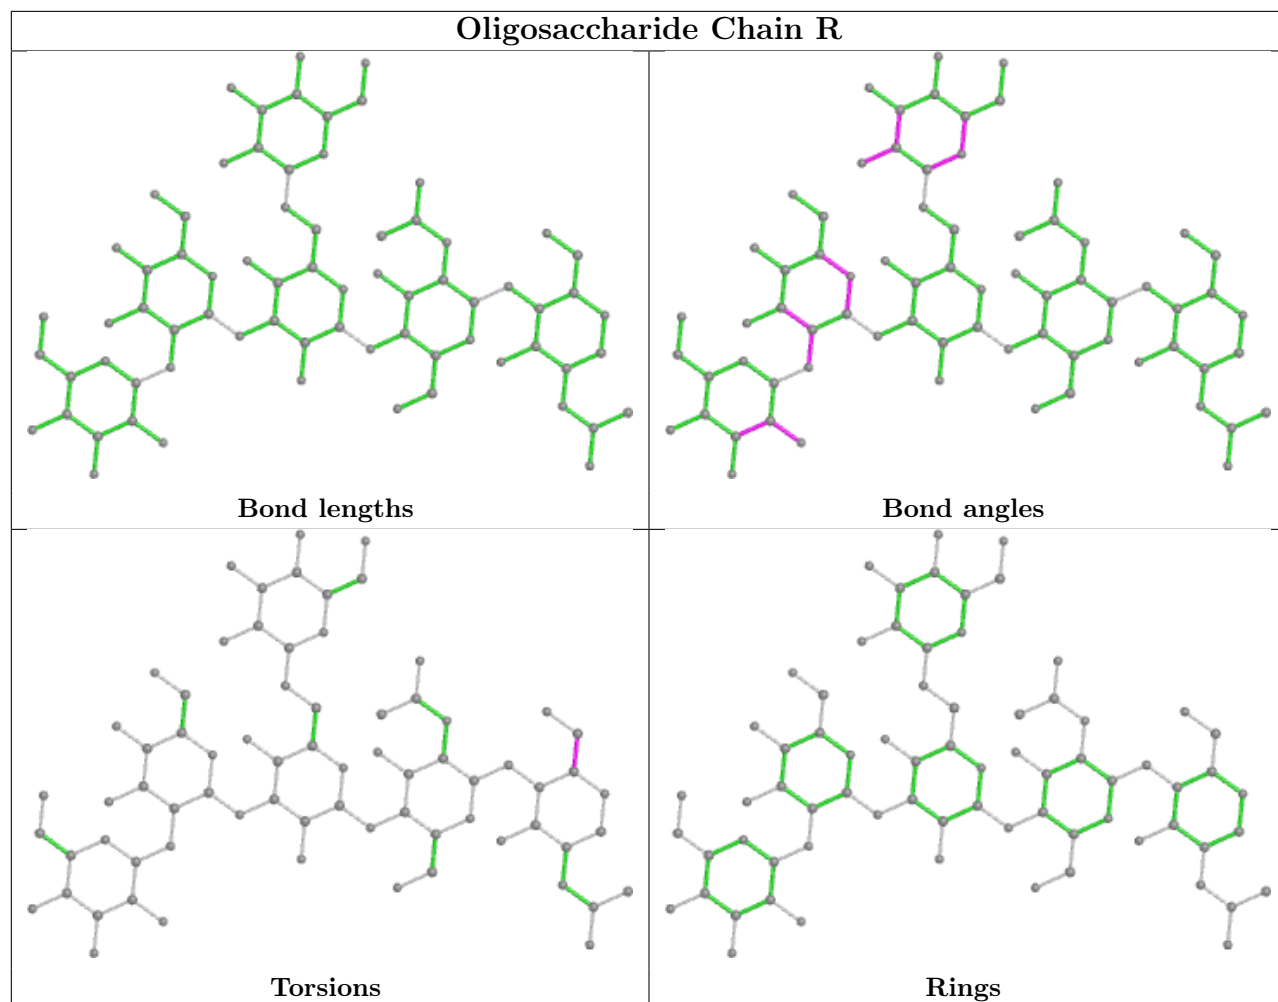 Oligosaccharide Chain R
Bond lengths
Bond angles
Torsions
Rings